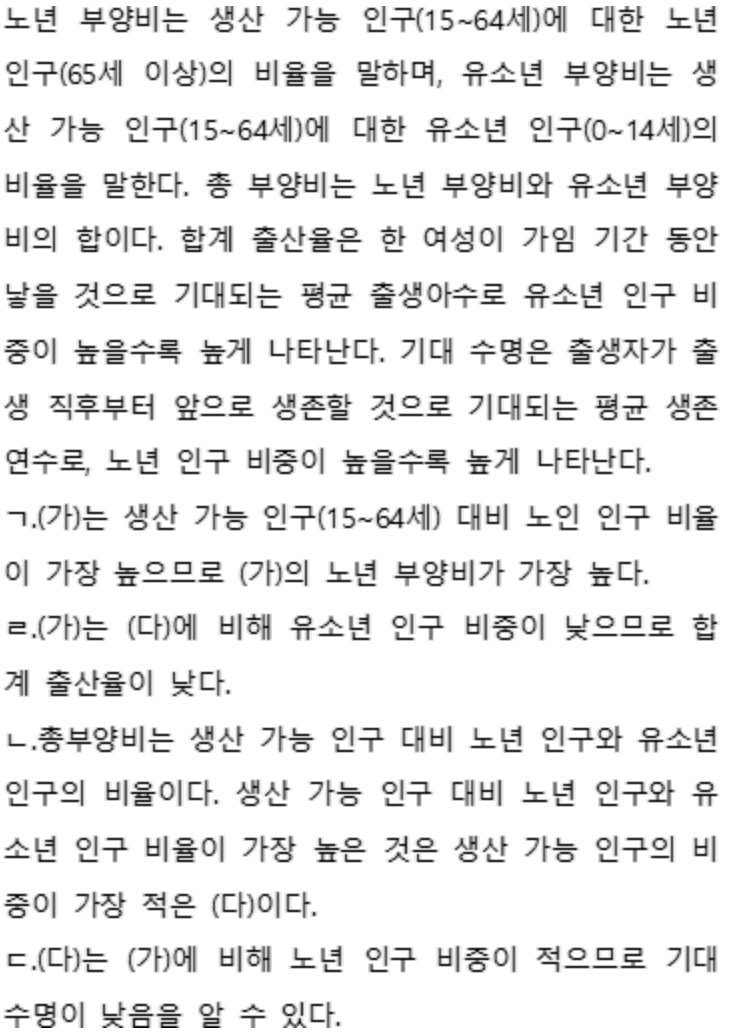 노년 부양비는 생산 가능 인구(15~64세)에 대한 노년
인구(65세 이상)의 비율을 말하며, 유소년 부양비는 생
산 가능 인구(15~64세)에 대한 유소년 인구(0~14세)의
비율을 말한다. 총 부양비는 노년 부양비와 유소년 부양
비의 합이다. 합계 출산율은 한 여성이 가임 기간 동안
낳을 것으로 기대되는 평균 출생아수로 유소년 인구 비
중이 높을수록 높게 나타난다. 기대 수명은 출생자가 출
생 직후부터 앞으로 생존할 것으로 기대되는 평균 생존
연수로, 노년 인구 비중이 높을수록 높게 나타난다.
ㄱ.(가)는 생산 가능 인구(15~64세) 대비 노인 인구 비율
이 가장 높으므로 (가)의 노년 부양비가 가장 높다.
ㄹ.(가)는 (다)에 비해 유소년 인구 비중이 낮으므로 합
계 출산율이 낮다.
ㄴ.총부양비는 생산 가능 인구 대비 노년 인구와 유소년
인구의 비율이다. 생산 가능 인구 대비 노년 인구와 유
소년 인구 비율이 가장 높은 것은 생산 가능 인구의 비
중이 가장 적은 (다)이다.
ㄷ.(다)는 (가)에 비해 노년 인구 비중이 적으므로 기대
수명이 낮음을 알 수 있다.